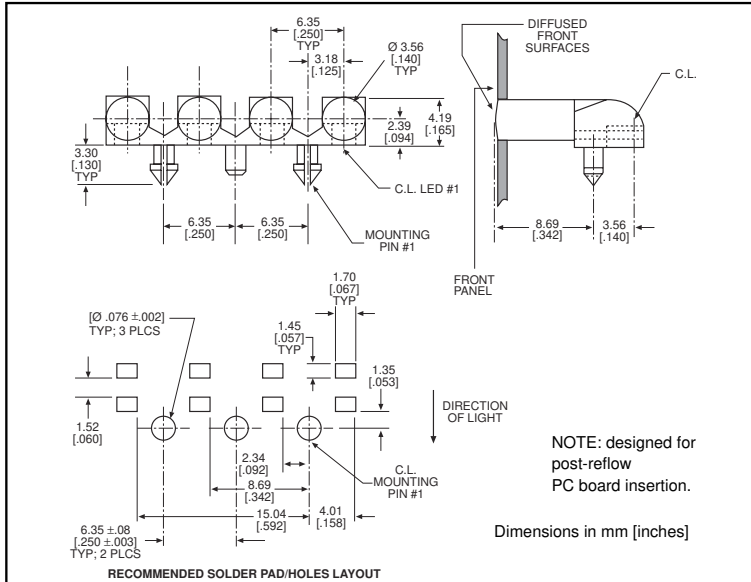 6.35
[.250]
TYP
3.18
[.125]
Ø 3.56
[.140]
TYP
4.19
[.165]
2.39
[.094]
3.30
[.130]
TYP
C.L. LED #1
6.35
[.250]
6.35
[.250]
MOUNTING
PIN #1
DIFFUSED
FRONT
SURFACES
C.L.
8.69
[.342]
3.56
[.140]
FRONT
PANEL
[Ø .076 ±.002]
TYP; 3 PLCS
1.70
[.067]
TYP
1.45
[.057]
TYP
1.35
[.053]
1.52
[.060]
DIRECTION
OF LIGHT
2.34
[.092]
8.69
[.342]
C.L.
MOUNTING
PIN #1
15.04
[.592]
4.01
[.158]
6.35 ±.08
[.250 ±.003]
TYP; 2 PLCS
NOTE: designed for
post-reflow
PC board insertion.
Dimensions in mm [inches]
RECOMMENDED SOLDER PAD/HOLES LAYOUT